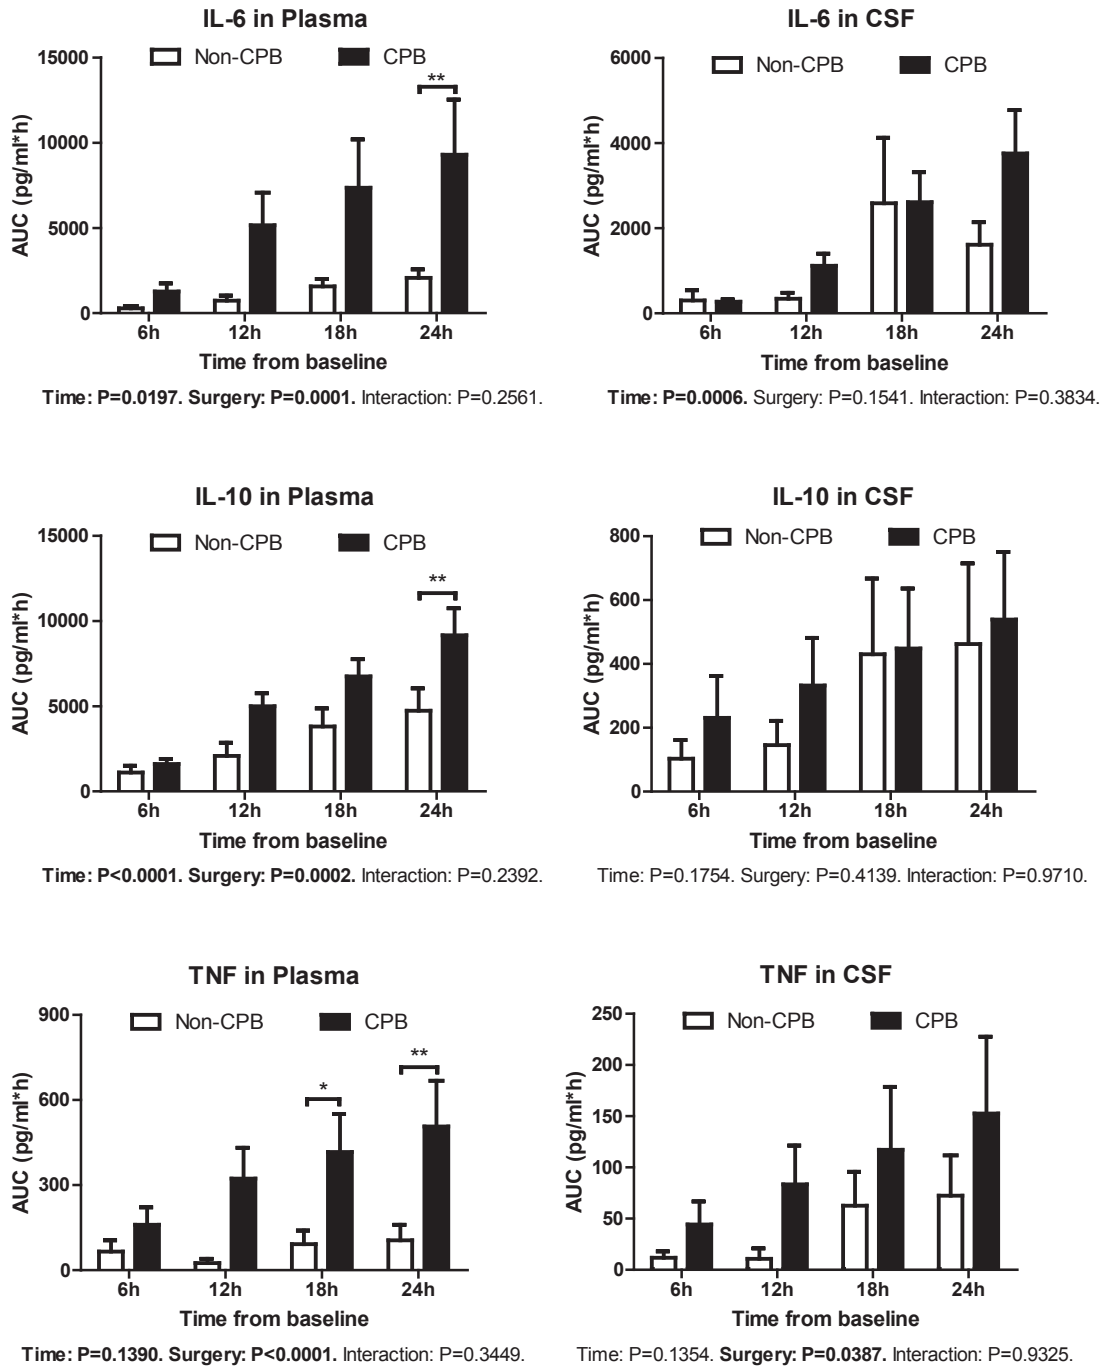 IL-6 in Plasma
Non-CPB CPB
**
15000
10000
5000
0
AUC (pg/ml*h)
6h 12h 18h 24h
Time from baseline
Time: P=0.0197. Surgery: P=0.0001. Interaction: P=0.2561.
IL-6 in CSF
Non-CPB CPB
6000
4000
2000
0
AUC (pg/ml*h)
6h 12h 18h 24h
Time from baseline
Time: P=0.0006. Surgery: P=0.1541. Interaction: P=0.3834.
IL-10 in Plasma
Non-CPB CPB
**
15000
10000
5000
0
AUC (pg/ml*h)
6h 12h 18h 24h
Time from baseline
Time: P<0.0001. Surgery: P=0.0002. Interaction: P=0.2392.
IL-10 in CSF
Non-CPB CPB
800
600
400
200
0
AUC (pg/ml*h)
6h 12h 18h 24h
Time from baseline
Time: P=0.1754. Surgery: P=0.4139. Interaction: P=0.9710.
TNF in Plasma
Non-CPB CPB
*
**
900
600
300
0
AUC (pg/ml*h)
6h 12h 18h 24h
Time from baseline
Time: P=0.1390. Surgery: P<0.0001. Interaction: P=0.3449.
TNF in CSF
Non-CPB CPB
250
200
150
100
50
0
AUC (pg/ml*h)
6h 12h 18h 24h
Time from baseline
Time: P=0.1354. Surgery: P=0.0387. Interaction: P=0.9325.